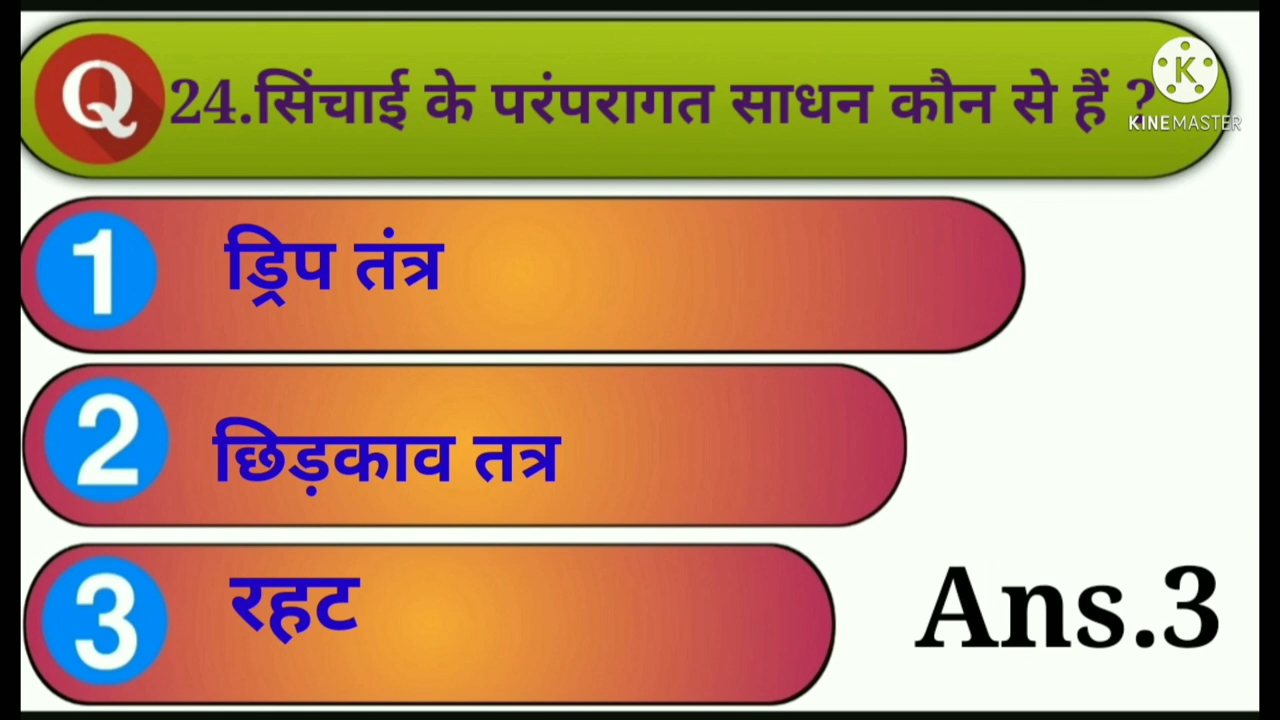 Q 24.सिंचाई के परंपरागत साधन कौन से हैं ?
K
KINEMASTER
1 ड्रिप तंत्र
2 छिड़काव तत्र
3 रहट
Ans.3